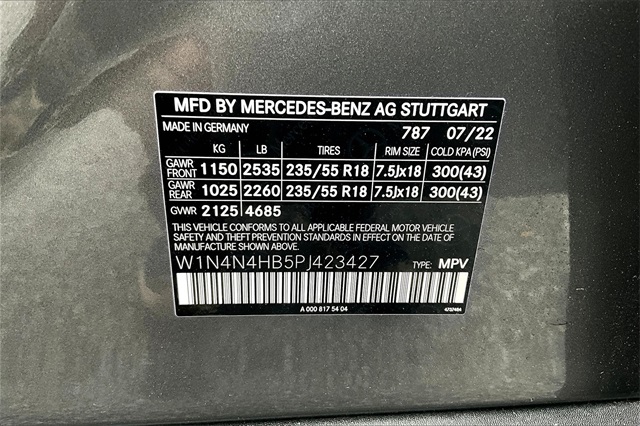 MFD BY MERCEDES-BENZ AG STUTTGART
MADE IN GERMANY 787 07/22
KG LB TIRES RIM SIZE COLD KPA (PSI)
GAWR FRONT 1150 2535 235/55 R18 7.5Jx18 300(43)
GAWR REAR 1025 2260 235/55 R18 7.5Jx18 300(43)
GVWR 2125 4685
THIS VEHICLE CONFORMS TO ALL APPLICABLE FEDERAL MOTOR VEHICLE
SAFETY AND THEFT PREVENTION STANDARDS IN EFFECT ON THE DATE OF
MANUFACTURE SHOWN ABOVE.
W1N4N4HB5PJ423427 TYPE: MPV
A 000 817 54 04 4707464